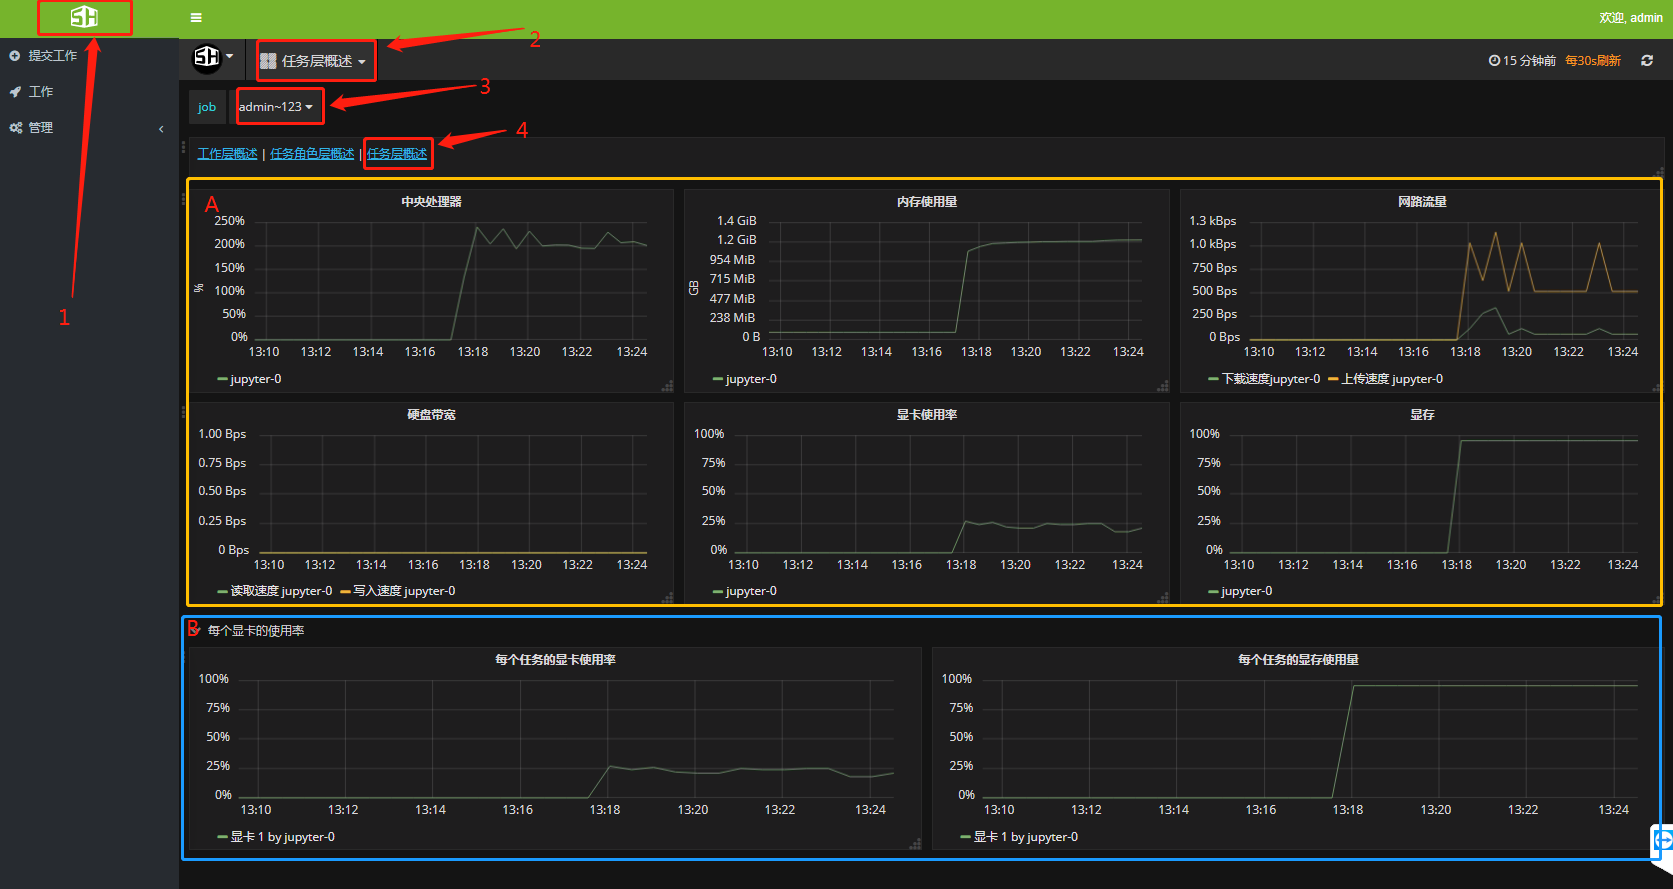 SH
欢迎, admin
提交工作
工作
管理
SH
任务层概述
15 分钟前 每30s刷新
1
2
3
4
job admin~123
工作层概述 | 任务角色层概述 | 任务层概述
A
中央处理器
%
250%
200%
150%
100%
50%
0%
13:10 13:12 13:14 13:16 13:18 13:20 13:22 13:24
jupyter-0
内存使用量
GB
1.4 GiB
1.2 GiB
954 MiB
715 MiB
477 MiB
238 MiB
0 B
13:10 13:12 13:14 13:16 13:18 13:20 13:22 13:24
jupyter-0
网路流量
1.3 kBps
1.0 kBps
750 Bps
500 Bps
250 Bps
0 Bps
13:10 13:12 13:14 13:16 13:18 13:20 13:22 13:24
下载速度jupyter-0 上传速度 jupyter-0
硬盘带宽
1.00 Bps
0.75 Bps
0.50 Bps
0.25 Bps
0 Bps
13:10 13:12 13:14 13:16 13:18 13:20 13:22 13:24
读取速度 jupyter-0 写入速度 jupyter-0
显卡使用率
100%
75%
50%
25%
0%
13:10 13:12 13:14 13:16 13:18 13:20 13:22 13:24
jupyter-0
显存
100%
75%
50%
25%
0%
13:10 13:12 13:14 13:16 13:18 13:20 13:22 13:24
jupyter-0
B
每个显卡的使用率
每个任务的显卡使用率
100%
75%
50%
25%
0%
13:10 13:12 13:14 13:16 13:18 13:20 13:22 13:24
显卡 1 by jupyter-0
每个任务的显存使用量
100%
75%
50%
25%
0%
13:10 13:12 13:14 13:16 13:18 13:20 13:22 13:24
显卡 1 by jupyter-0